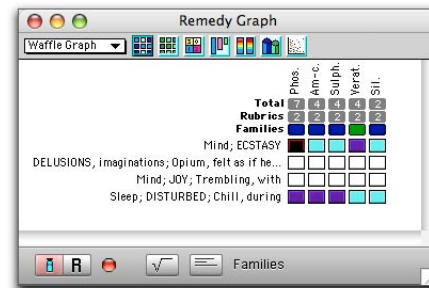 Remedy Graph
Waffle Graph
Phos. Am-c. Sulph. Verat. Sil.
Total 7 4 4 4 2
Rubrics 2 2 2 2 2
Families
Mind; ECSTASY
DELUSIONS, imaginations; Opium, felt as if he...
Mind; JOY; Trembling, with
Sleep; DISTURBED; Chill, during
R √ Families